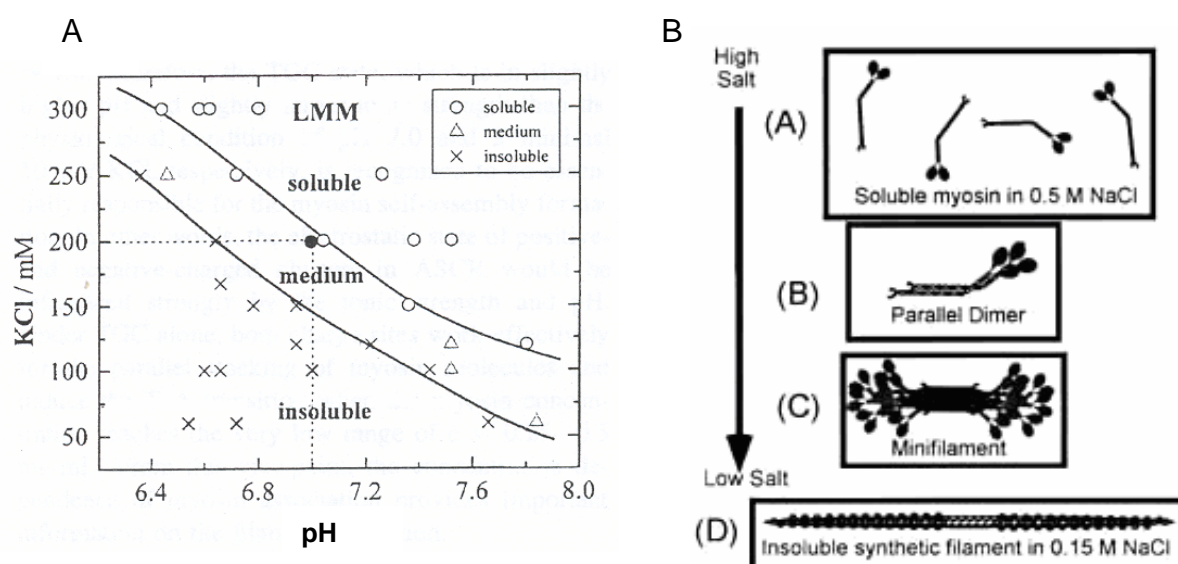 A
300
250
200
150
100
50
KCl / mM
LMM
soluble
medium
insoluble
soluble
medium
insoluble
6.4
6.8
7.2
7.6
8.0
pH
B
High
Salt
Low Salt
(A)
Soluble myosin in 0.5 M NaCl
(B)
Parallel Dimer
(C)
Minifilament
(D)
Insoluble synthetic filament in 0.15 M NaCl